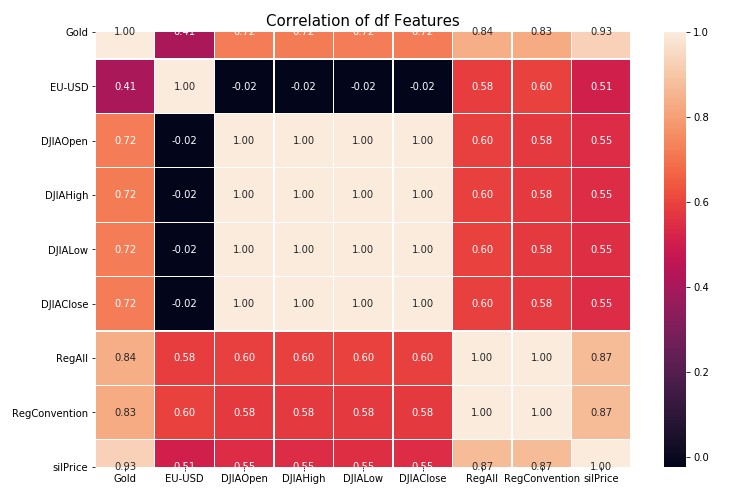 Correlation of df Features
Gold 1.00 0.41 0.72 0.72 0.72 0.72 0.84 0.83 0.93 1.0
EU-USD 0.41 1.00 -0.02 -0.02 -0.02 -0.02 0.58 0.60 0.51
0.8
DJIAOpen 0.72 -0.02 1.00 1.00 1.00 1.00 0.60 0.58 0.55
DJIAHigh 0.72 -0.02 1.00 1.00 1.00 1.00 0.60 0.58 0.55
0.6
DJIALow 0.72 -0.02 1.00 1.00 1.00 1.00 0.60 0.58 0.55
0.4
DJIAClose 0.72 -0.02 1.00 1.00 1.00 1.00 0.60 0.58 0.55
RegAll 0.84 0.58 0.60 0.60 0.60 0.60 1.00 1.00 0.87
0.2
RegConvention 0.83 0.60 0.58 0.58 0.58 0.58 1.00 1.00 0.87
0.0
silPrice 0.93 0.51 0.55 0.55 0.55 0.55 0.87 0.87 1.00
Gold EU-USD DJIAOpen DJIAHigh DJIALow DJIAClose RegAll RegConvention silPrice